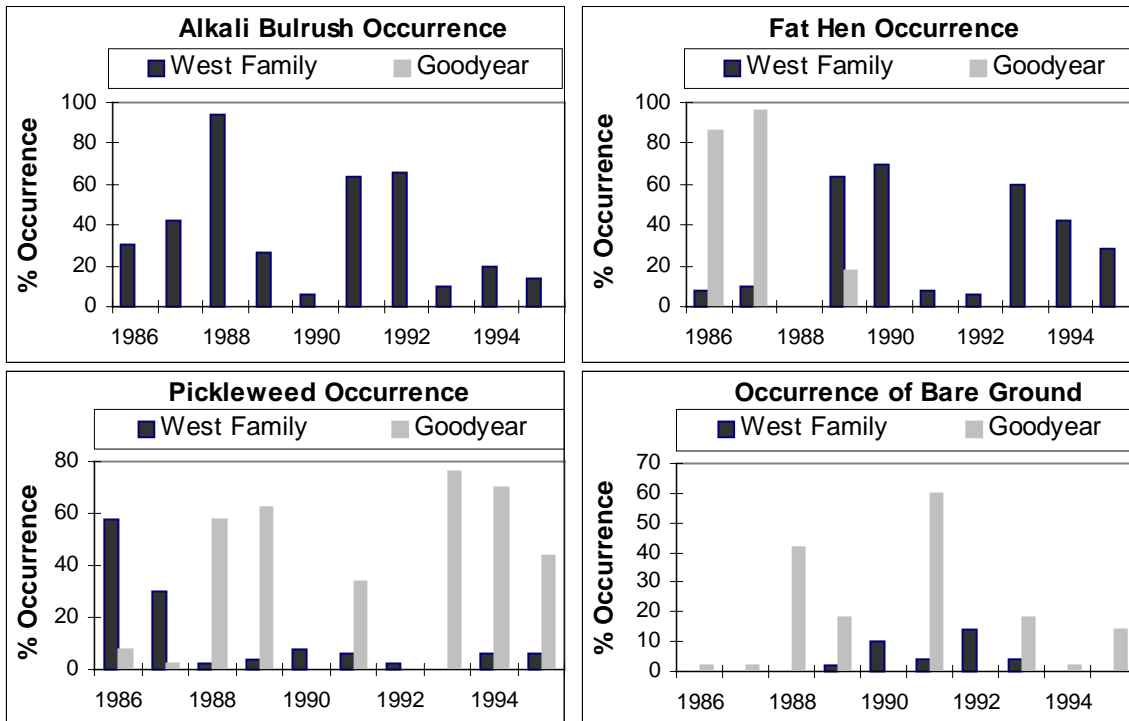 Alkali Bulrush Occurrence
West Family Goodyear
% Occurrence
100
80
60
40
20
0
1986 1988 1990 1992 1994
Fat Hen Occurrence
West Family Goodyear
% Occurrence
100
80
60
40
20
0
1986 1988 1990 1992 1994
Pickleweed Occurrence
West Family Goodyear
% Occurrence
80
60
40
20
0
1986 1988 1990 1992 1994
Occurrence of Bare Ground
West Family Goodyear
% Occurrence
70
60
50
40
30
20
10
0
1986 1988 1990 1992 1994